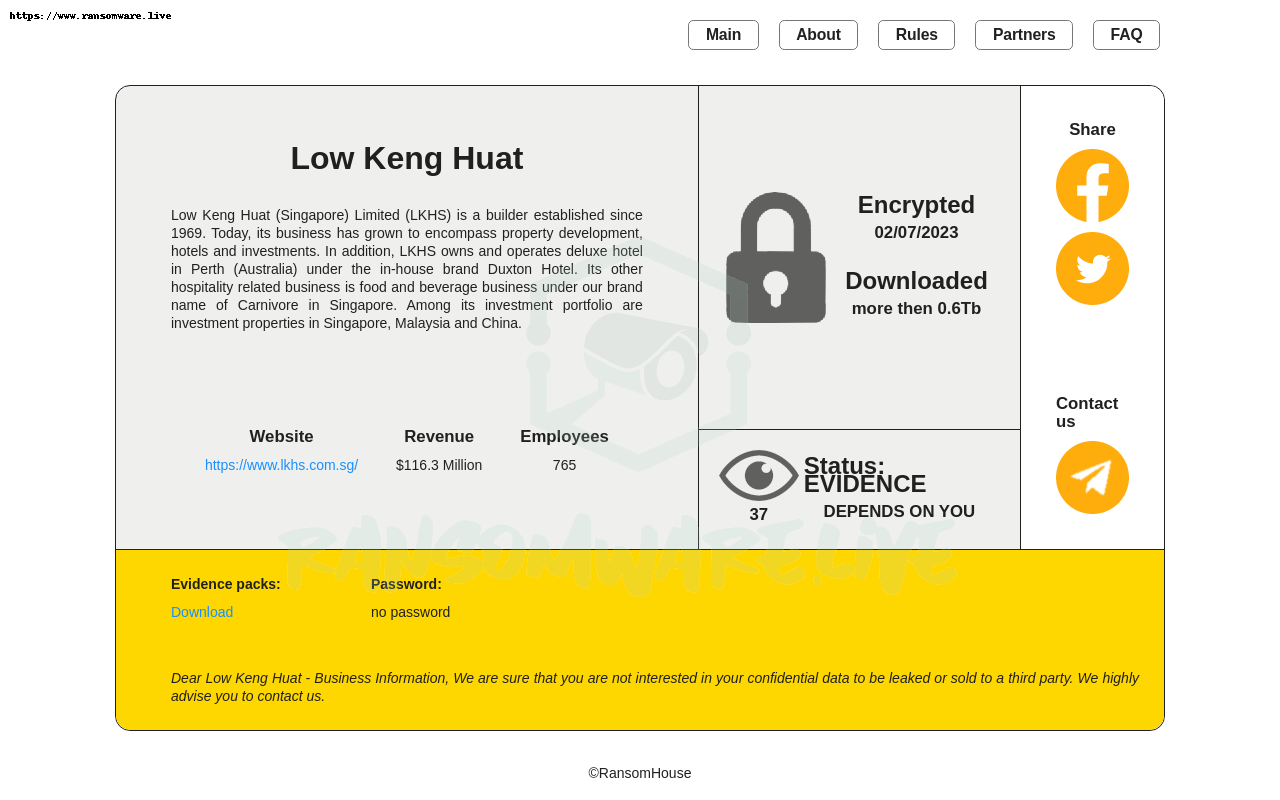 https://www.ransomware.live
Main
About
Rules
Partners
FAQ
Low Keng Huat
Low Keng Huat (Singapore) Limited (LKHS) is a builder established since
1969. Today, its business has grown to encompass property development,
hotels and investments. In addition, LKHS owns and operates deluxe hotel
in Perth (Australia) under the in-house brand Duxton Hotel. Its other
hospitality related business is food and beverage business under our brand
name of Carnivore in Singapore. Among its investment portfolio are
investment properties in Singapore, Malaysia and China.
Website
Revenue
Employees
https://www.lkhs.com.sg/
$116.3 Million
765
Encrypted
02/07/2023
Downloaded
more then 0.6Tb
Status:
EVIDENCE
37
DEPENDS ON YOU
Share
Contact
us
RANSOMWARE.LIVE
Evidence packs:
Password:
Download
no password
Dear Low Keng Huat - Business Information, We are sure that you are not interested in your confidential data to be leaked or sold to a third party. We highly
advise you to contact us.
©RansomHouse